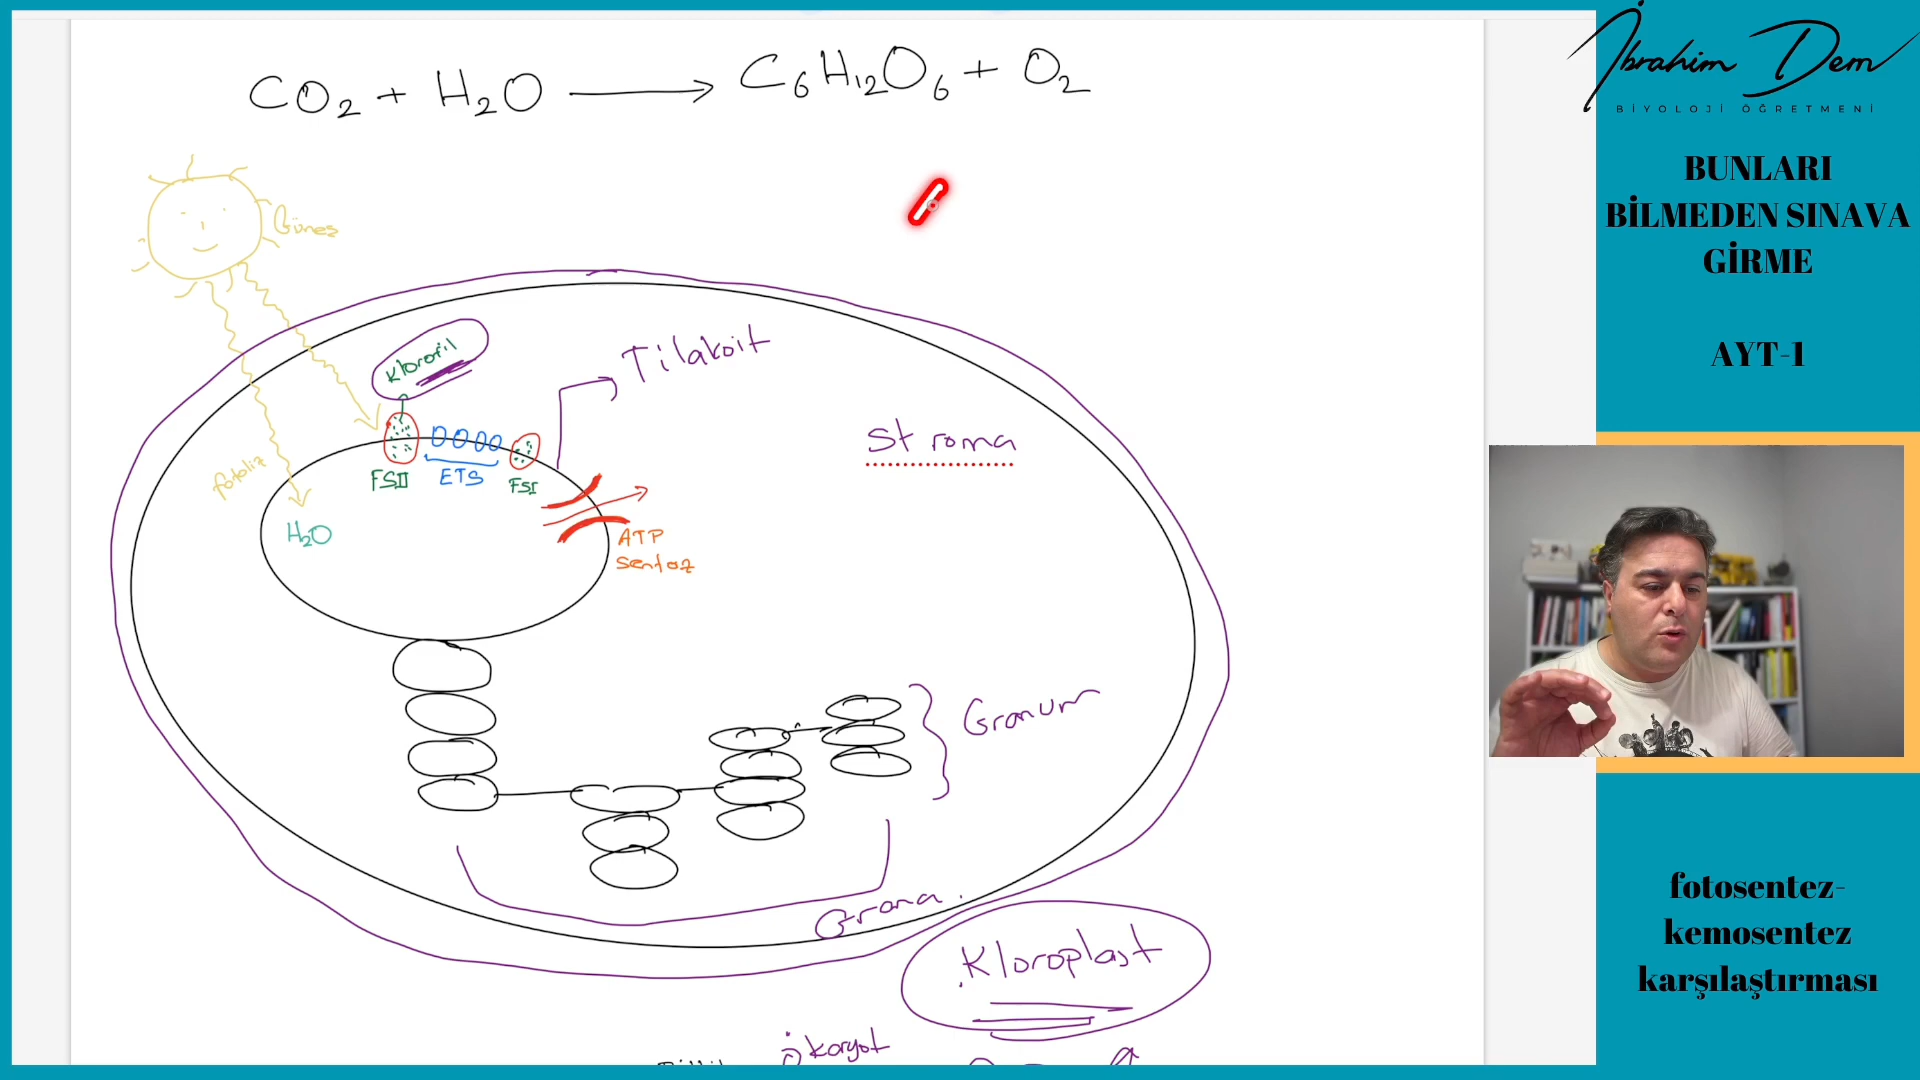 CO2 + H2O → C6H12O6 + O2
Güneş
Klorofil
Tilakoit
Stroma
FSII
ETS
FSI
fotoliz
H2O
ATP
Sentaz
Granum
Grana
Kloroplast
Ökaryot
İbrahim Dem
BİYOLOJİ ÖĞRETMENİ
BUNLARI
BİLMEDEN SINAVA
GİRME
AYT-1
fotosentez-
kemosentez
karşılaştırması